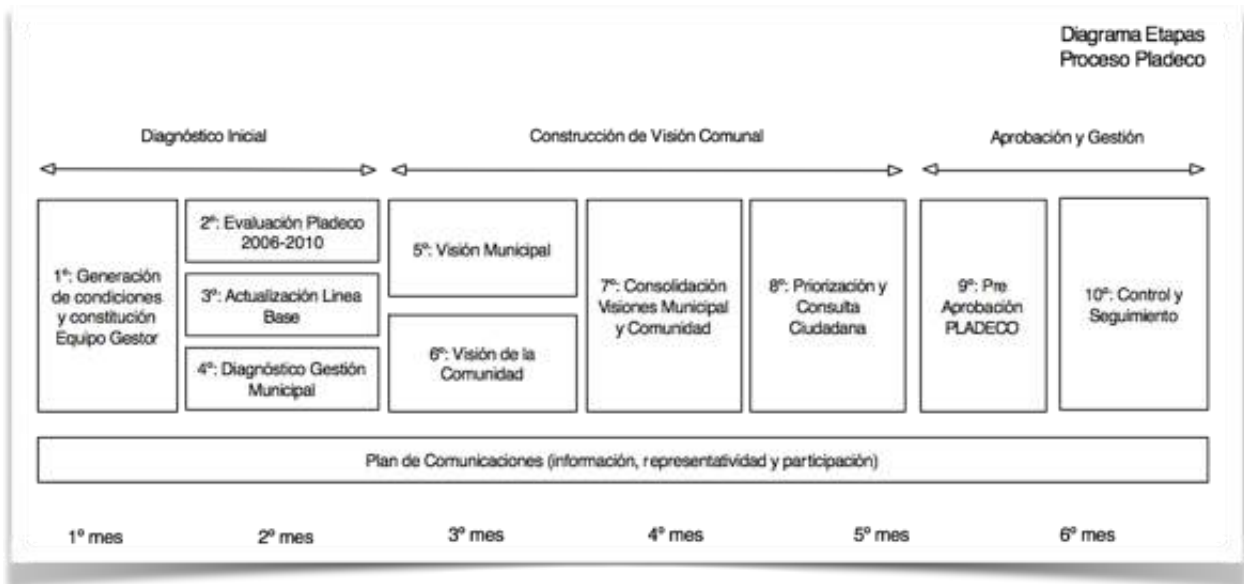 Diagrama Etapas
Proceso Pladeco
Diagnóstico Inicial
Construcción de Visión Comunal
Aprobación y Gestión
1º: Generación
de condiciones
y constitución
Equipo Gestor
2º: Evaluación Pladeco
2006-2010
3º: Actualización Linea
Base
4º: Diagnóstico Gestión
Municipal
5º: Visión Municipal
6º: Visión de la
Comunidad
7º: Consolidación
Visiones Municipal
y Comunidad
8º: Priorización y
Consulta
Ciudadana
9º: Pre
Aprobación
PLADECO
10º: Control y
Seguimiento
Plan de Comunicaciones (información, representatividad y participación)
1º mes
2º mes
3º mes
4º mes
5º mes
6º mes